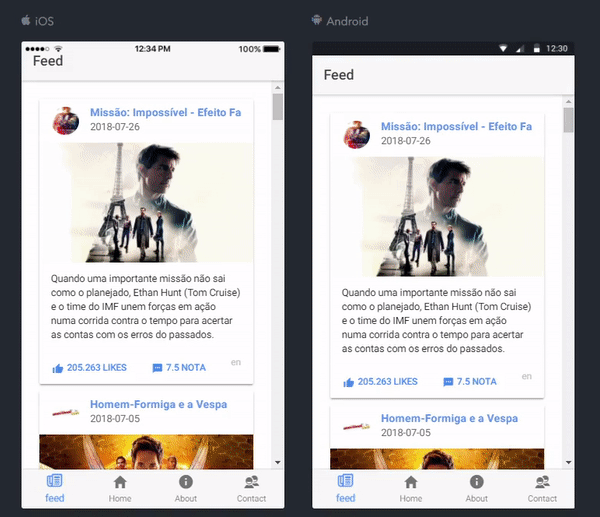 iOS
12:34 PM
100%
Feed
Missão: Impossível - Efeito Fa
2018-07-26
Quando uma importante missão não sai
como o planejado, Ethan Hunt (Tom Cruise)
e o time do IMF unem forças em ação
numa corrida contra o tempo para acertar
as contas com os erros do passados.
205.263 LIKES
7.5 NOTA
en
Homem-Formiga e a Vespa
2018-07-05
feed
Home
About
Contact
Android
12:30
Feed
Missão: Impossível - Efeito Fa
2018-07-26
Quando uma importante missão não sai
como o planejado, Ethan Hunt (Tom Cruise)
e o time do IMF unem forças em ação
numa corrida contra o tempo para acertar
as contas com os erros do passados.
205.263 LIKES
7.5 NOTA
en
Homem-Formiga e a Vespa
2018-07-05
feed
Home
About
Contact